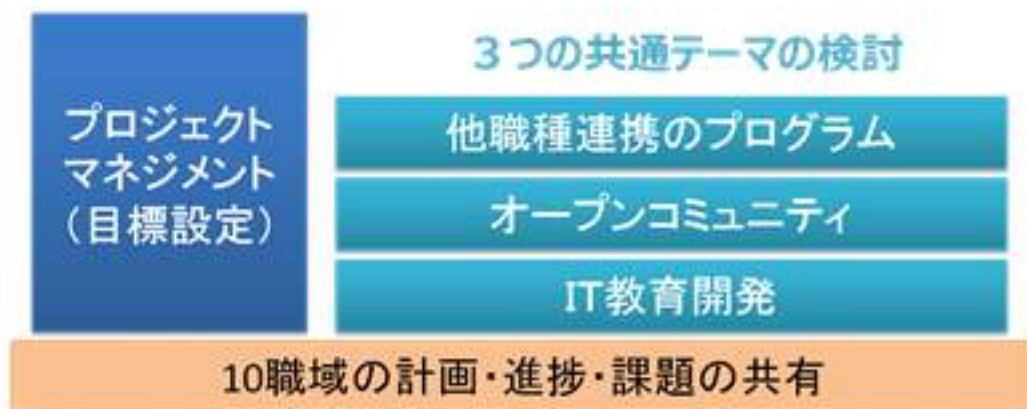 プロジェクト
マネジメント
（目標設定）
３つの共通テーマの検討
他職種連携のプログラム
オープンコミュニティ
IT教育開発
10職域の計画・進捗・課題の共有